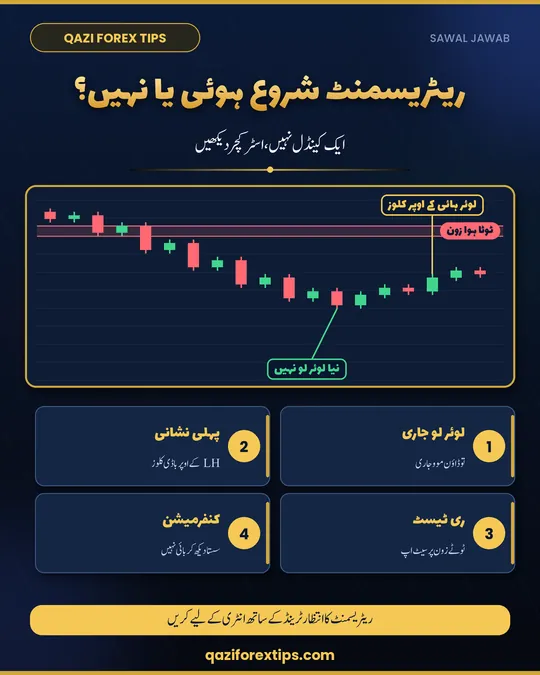 QAZI FOREX TIPS
SAWAL JAWAB
ریٹریسمنٹ شروع ہوئی یا نہیں؟
ایک کینڈل نہیں، اسٹرکچر دیکھیں
لوئر ہائی کے اوپر کلوز
ٹوٹا ہوا زون
نیا لوئر لو نہیں
1
لوئر لو جاری
تو ڈاؤن موو جاری
2
پہلی نشانی
LH کے اوپر باڈی کلوز
3
ری ٹیسٹ
ٹوٹے زون پر سیٹ اپ
4
کنفرمیشن
سستا دیکھ کر بائی نہیں
ریٹریسمنٹ کا انتظار ٹرینڈ کے ساتھ انٹری کے لیے کریں
qaziforextips.com